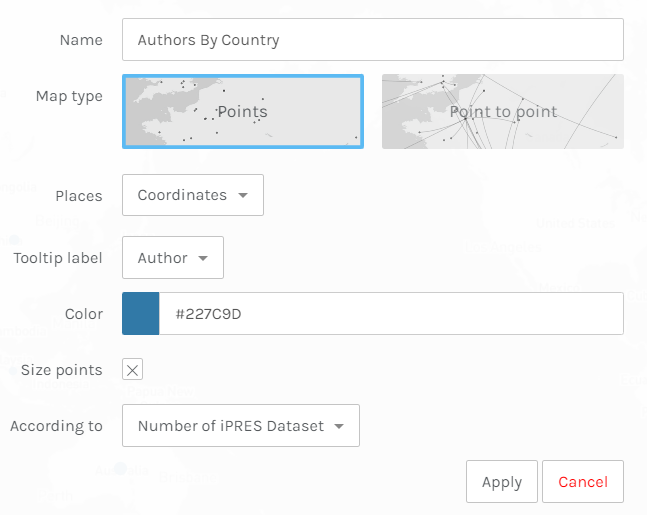 Name Authors By Country
Map type Points Point to point
Places Coordinates
Tooltip label Author
Color #227C9D
Size points
According to Number of iPRES Dataset
Apply Cancel